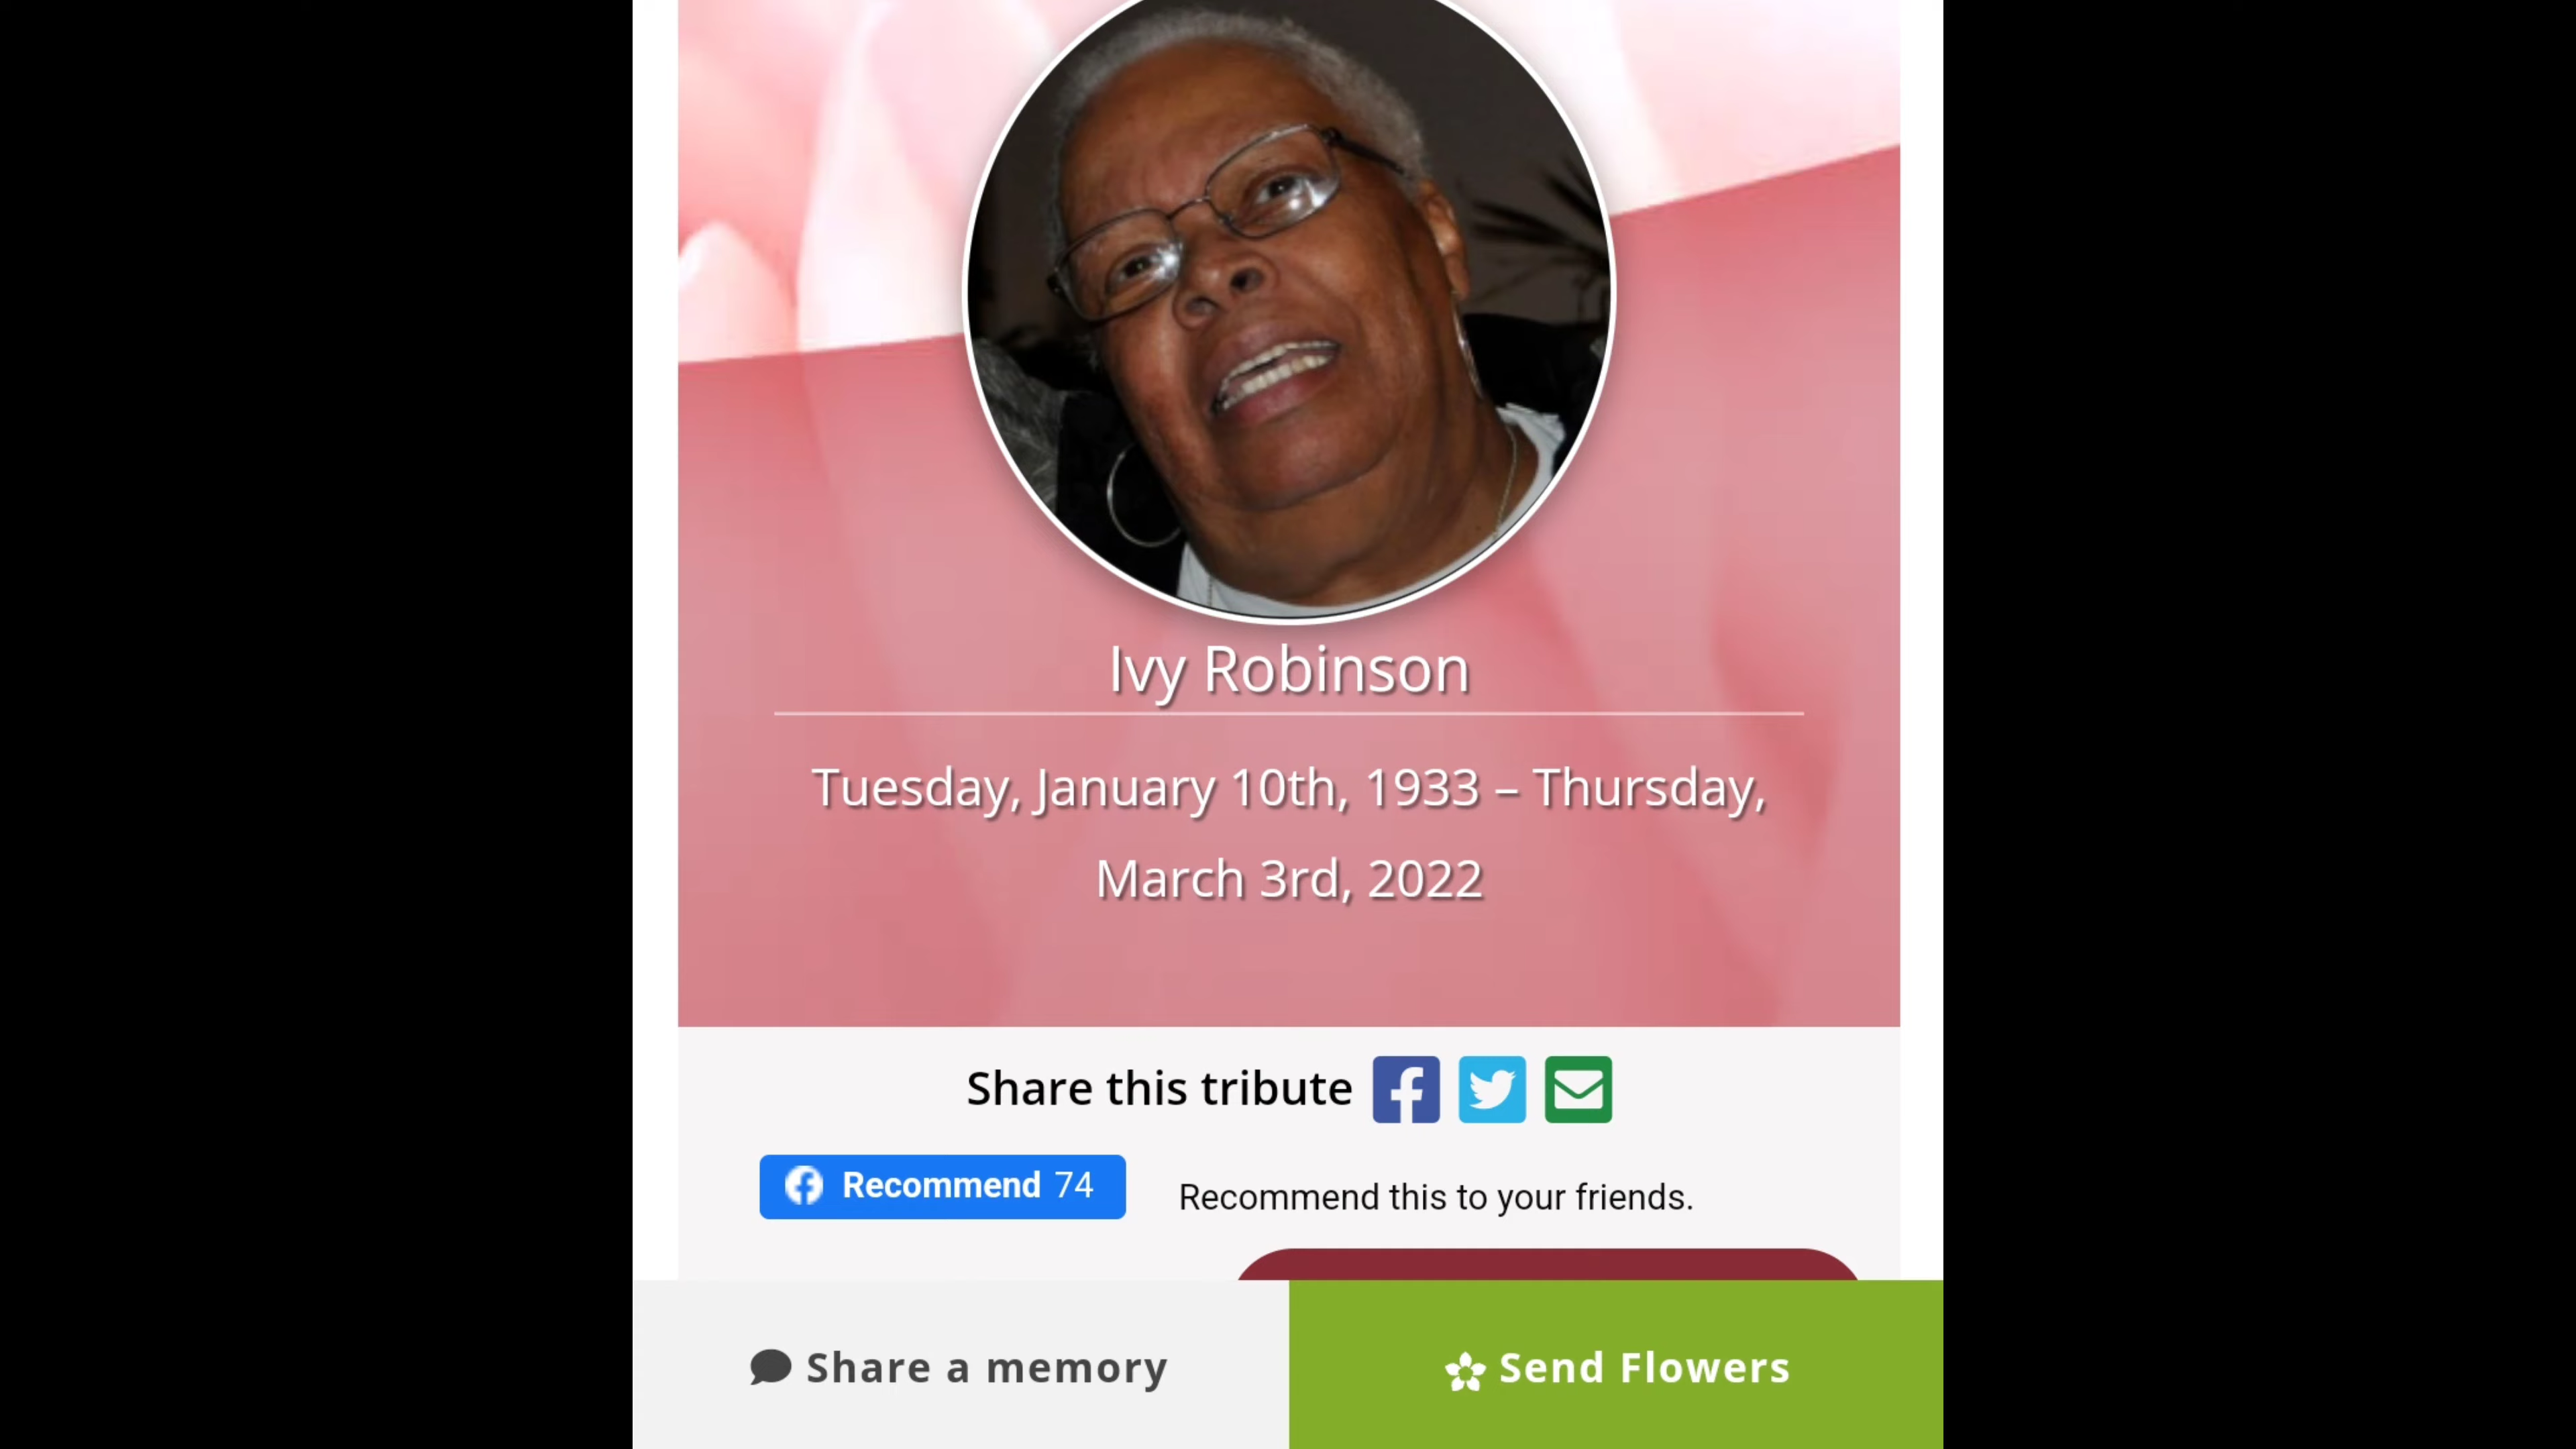 Ivy Robinson
Tuesday, January 10th, 1933 – Thursday,
March 3rd, 2022
Share this tribute
Recommend 74
Recommend this to your friends.
Share a memory
Send Flowers